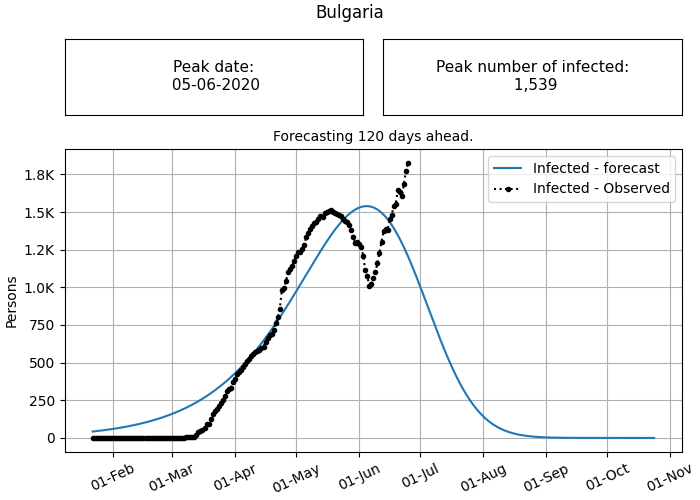 Bulgaria
Peak date:
05-06-2020
Peak number of infected:
1,539
Forecasting 120 days ahead.
Infected - forecast
Infected - Observed
Persons
1.8K
1.5K
1.2K
1.0K
750
500
250
0
01-Feb
01-Mar
01-Apr
01-May
01-Jun
01-Jul
01-Aug
01-Sep
01-Oct
01-Nov